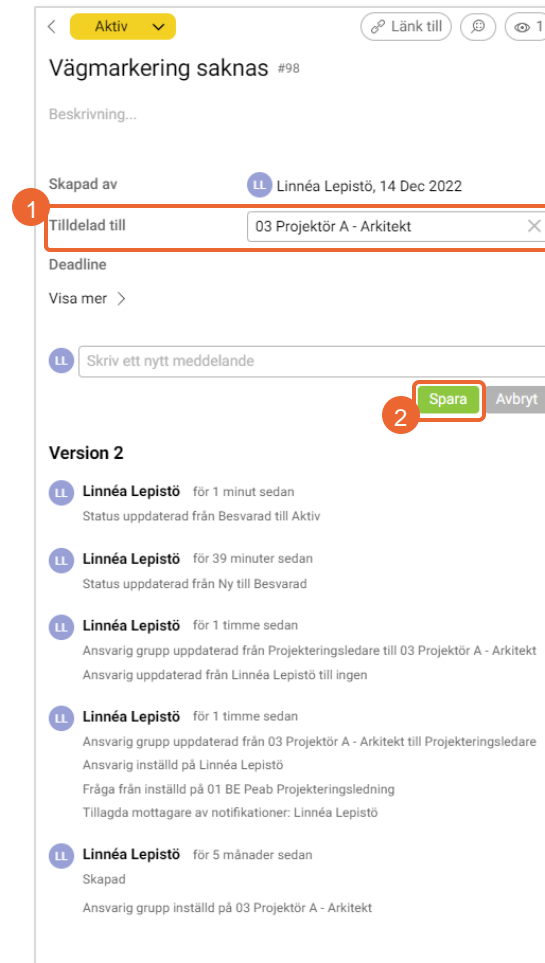 Aktiv
Länk till
1
Vägmarkering saknas #98
Beskrivning...
Skapad av
LL Linnéa Lepistö, 14 Dec 2022
1
Tilldelad till
03 Projektör A - Arkitekt
Deadline
Visa mer
LL Skriv ett nytt meddelande
2
Spara
Avbryt
Version 2
LL Linnéa Lepistö för 1 minut sedan
Status uppdaterad från Besvarad till Aktiv
LL Linnéa Lepistö för 39 minuter sedan
Status uppdaterad från Ny till Besvarad
LL Linnéa Lepistö för 1 timme sedan
Ansvarig grupp uppdaterad från Projekteringsledare till 03 Projektör A - Arkitekt
Ansvarig uppdaterad från Linnéa Lepistö till ingen
LL Linnéa Lepistö för 1 timme sedan
Ansvarig grupp uppdaterad från 03 Projektör A - Arkitekt till Projekteringsledare
Ansvarig inställd på Linnéa Lepistö
Fråga från inställd på 01 BE Peab Projekteringsledning
Tillagda mottagare av notifikationer: Linnéa Lepistö
LL Linnéa Lepistö för 5 månader sedan
Skapad
Ansvarig grupp inställd på 03 Projektör A - Arkitekt